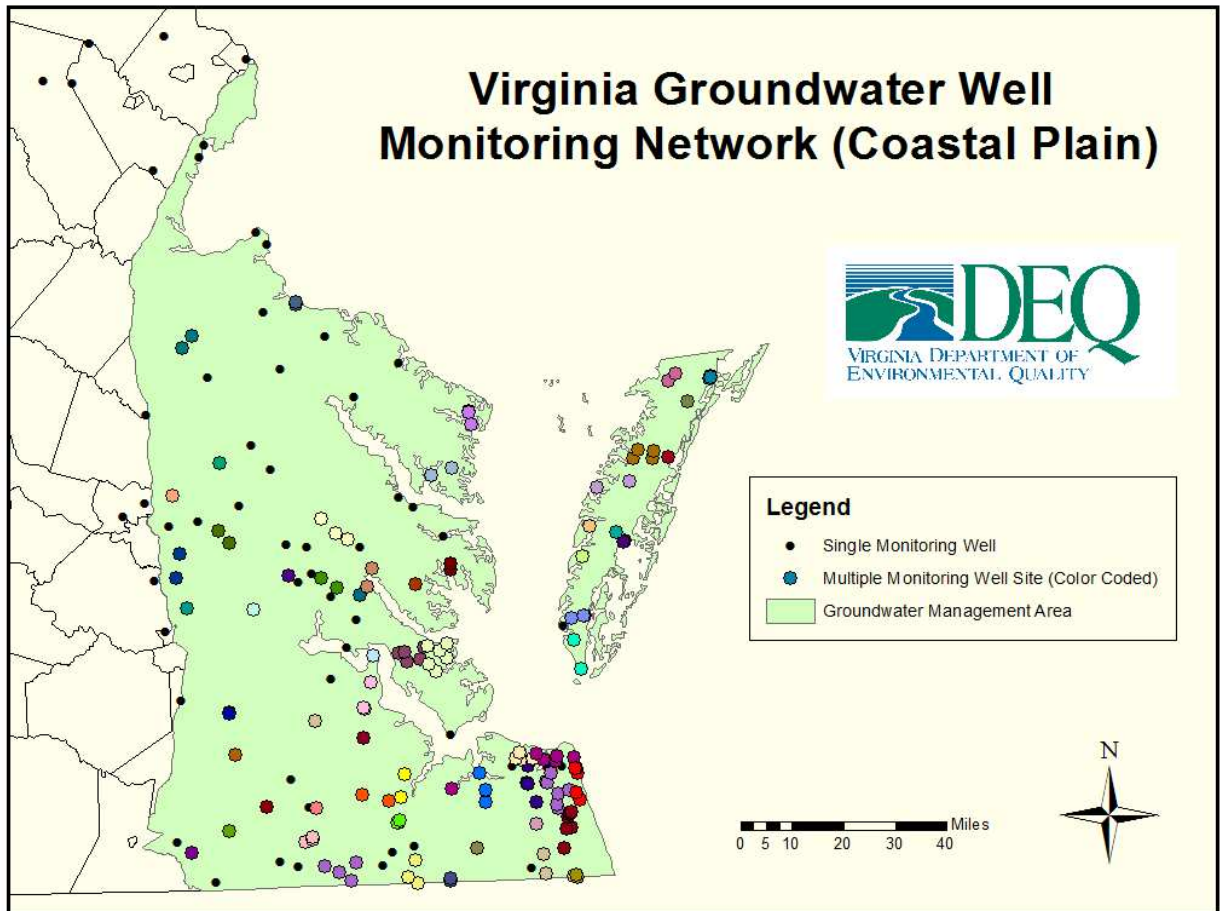 Virginia Groundwater Well
Monitoring Network (Coastal Plain)
DEQ
VIRGINIA DEPARTMENT OF
ENVIRONMENTAL QUALITY
Legend
Single Monitoring Well
Multiple Monitoring Well Site (Color Coded)
Groundwater Management Area
N
Miles
0 5 10 20 30 40